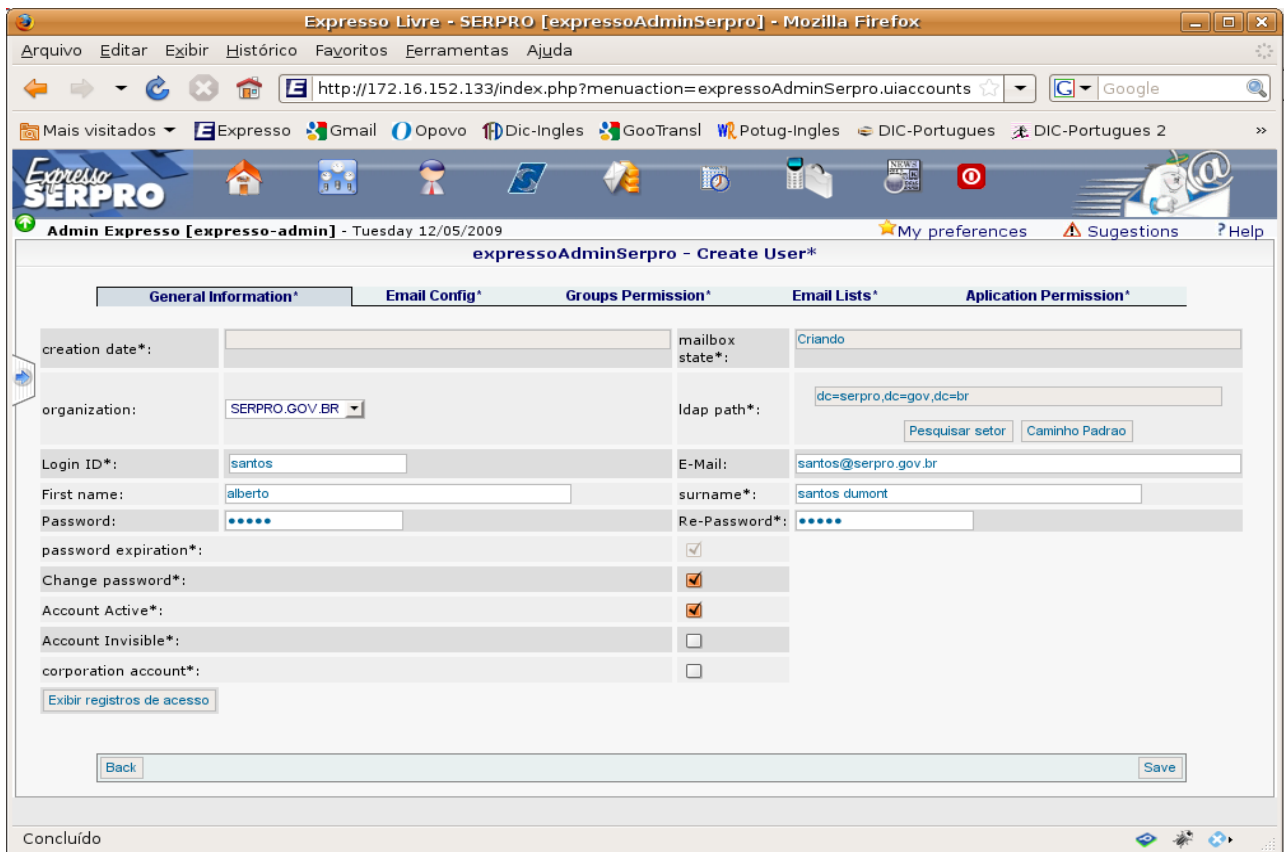 Expresso Livre - SERPRO [expressoAdminSerpro] - Mozilla Firefox
Arquivo Editar Exibir Histórico Favoritos Ferramentas Ajuda
http://172.16.152.133/index.php?menuaction=expressoAdminSerpro.uiaccounts G Google
Mais visitados Expresso Gmail Opovo Dic-Ingles GooTransl Potug-Ingles DIC-Portugues DIC-Portugues 2 »
Expresso
SERPRO
NEWS
@
Admin Expresso [expresso-admin] - Tuesday 12/05/2009 My preferences Sugestions ? Help
expressoAdminSerpro - Create User*
General Information* Email Config* Groups Permission* Email Lists* Aplication Permission*
creation date*: mailbox state*: Criando
organization: SERPRO.GOV.BR ldap path*: dc=serpro,dc=gov,dc=br
Pesquisar setor Caminho Padrao
Login ID*: santos E-Mail: santos@serpro.gov.br
First name: alberto surname*: santos dumont
Password: ••••• Re-Password*: •••••
password expiration*:
Change password*:
Account Active*:
Account Invisible*:
corporation account*:
Exibir registros de acesso
Back Save
Concluído